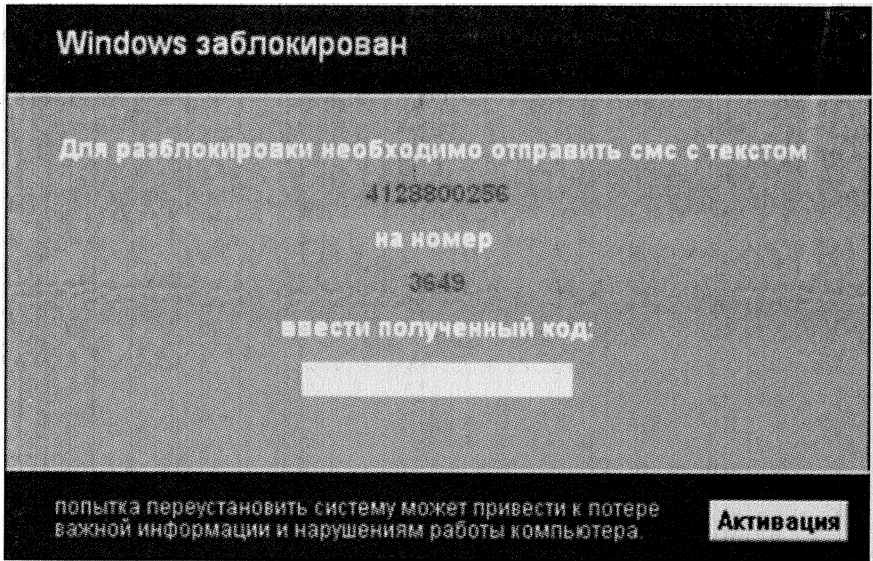 Windows заблокирован
Для разблокировки необходимо отправить смс с текстом
4128800256
на номер
3649
ввести полученный код:
попытка переустановить систему может привести к потере
важной информации и нарушениям работы компьютера.
Активация